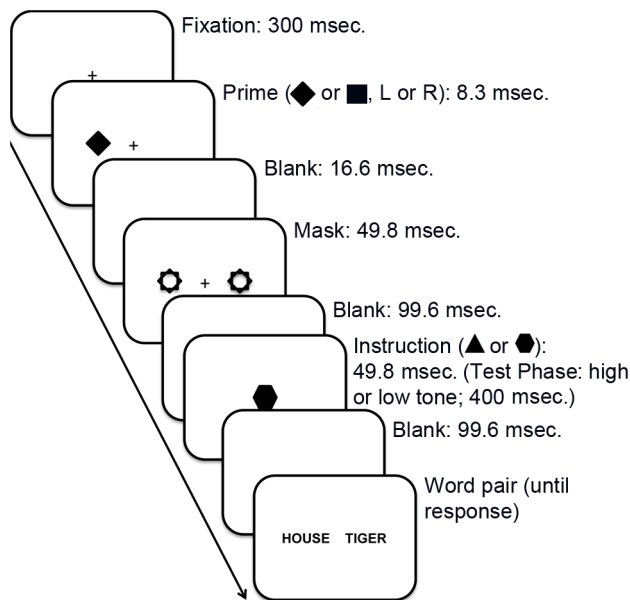 Fixation: 300 msec.
+
Prime (◆ or ■, L or R): 8.3 msec.
+
Blank: 16.6 msec.
Mask: 49.8 msec.
+
Blank: 99.6 msec.
Instruction (▲ or ⬢):
49.8 msec. (Test Phase: high
or low tone; 400 msec.)
Blank: 99.6 msec.
Word pair (until
response)
HOUSE TIGER